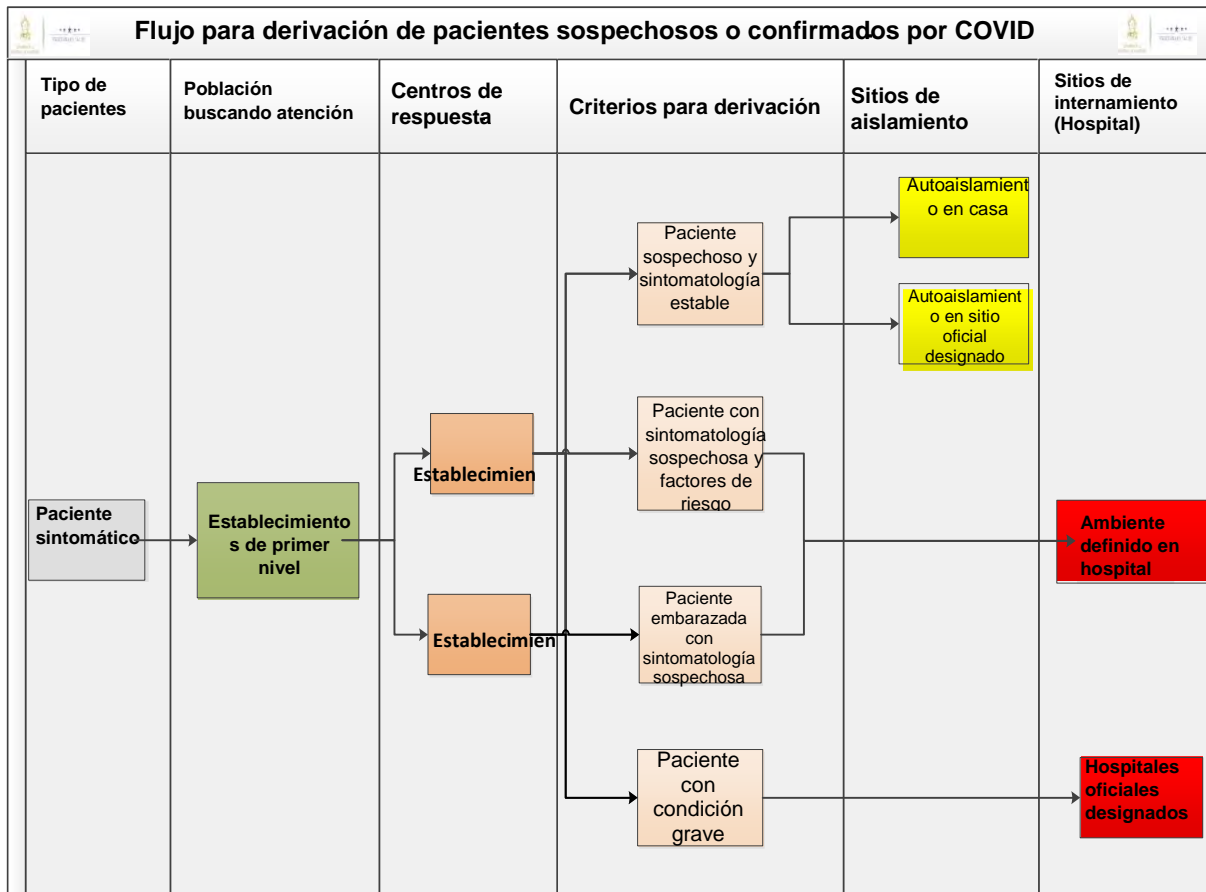 Flujo para derivación de pacientes sospechosos o confirmados por COVID
Tipo de
pacientes
Población
buscando atención
Centros de
respuesta
Criterios para derivación
Sitios de
aislamiento
Sitios de
internamiento
(Hospital)
Autoaislamient
o en casa
Paciente
sospechoso y
sintomatología
estable
Autoaislamient
o en sitio
oficial
designado
Paciente con
sintomatología
sospechosa y
factores de
riesgo
Establecimien
Paciente
sintomático
Establecimiento
s de primer
nivel
Ambiente
definido en
hospital
Establecimien
Paciente
embarazada
con
sintomatología
sospechosa
Paciente
con
condición
grave
Hospitales
oficiales
designados